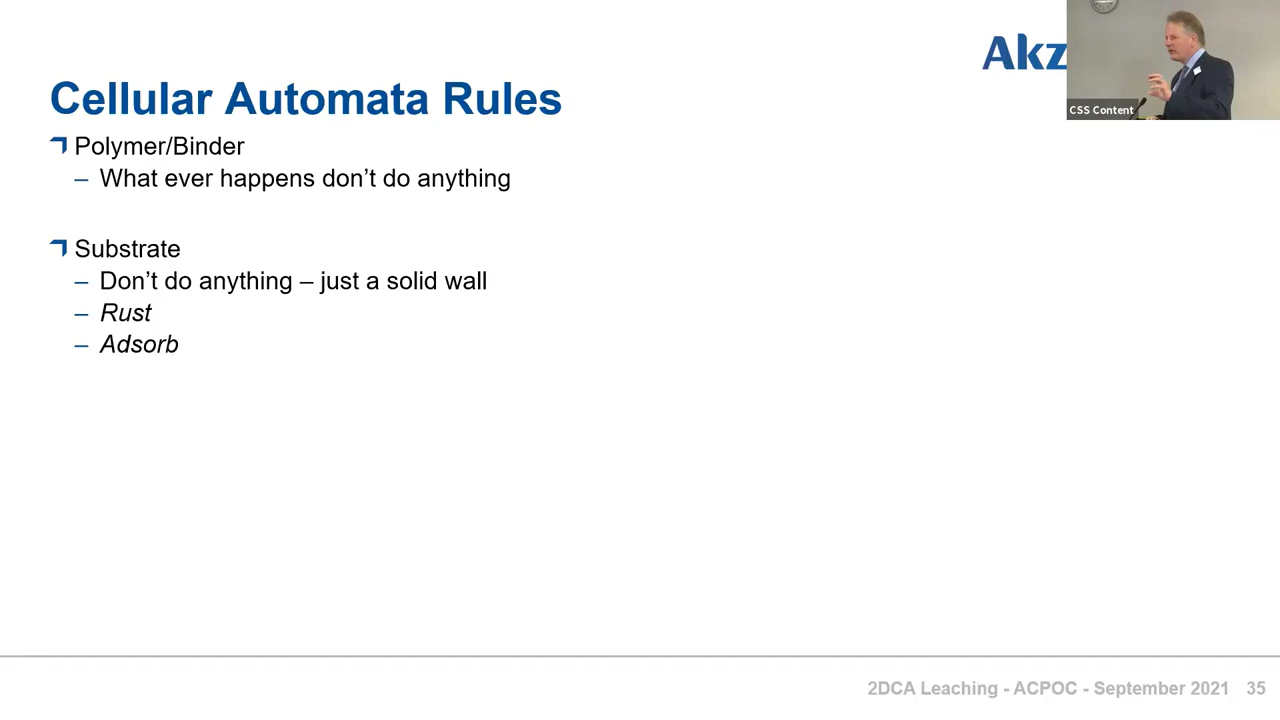 Akz
Cellular Automata Rules
Polymer/Binder
– What ever happens don't do anything
Substrate
– Don't do anything – just a solid wall
– Rust
– Adsorb
CSS Content
2DCA Leaching - ACPOC - September 2021 35